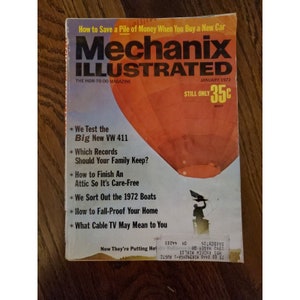 How to Save a Pile of Money When You Buy a New Car
Mechanix
ILLUSTRATED
THE HOW-TO-DO MAGAZINE
JANUARY 1972
STILL ONLY 35¢
• We Test the
Big New VW 411
• Which Records
Should Your Family Keep?
• How to Finish An
Attic So It's Care-Free
• We Sort Out the 1972 Boats
• How to Fall-Proof Your Home
• What Cable TV May Mean to You
Now They're Putting